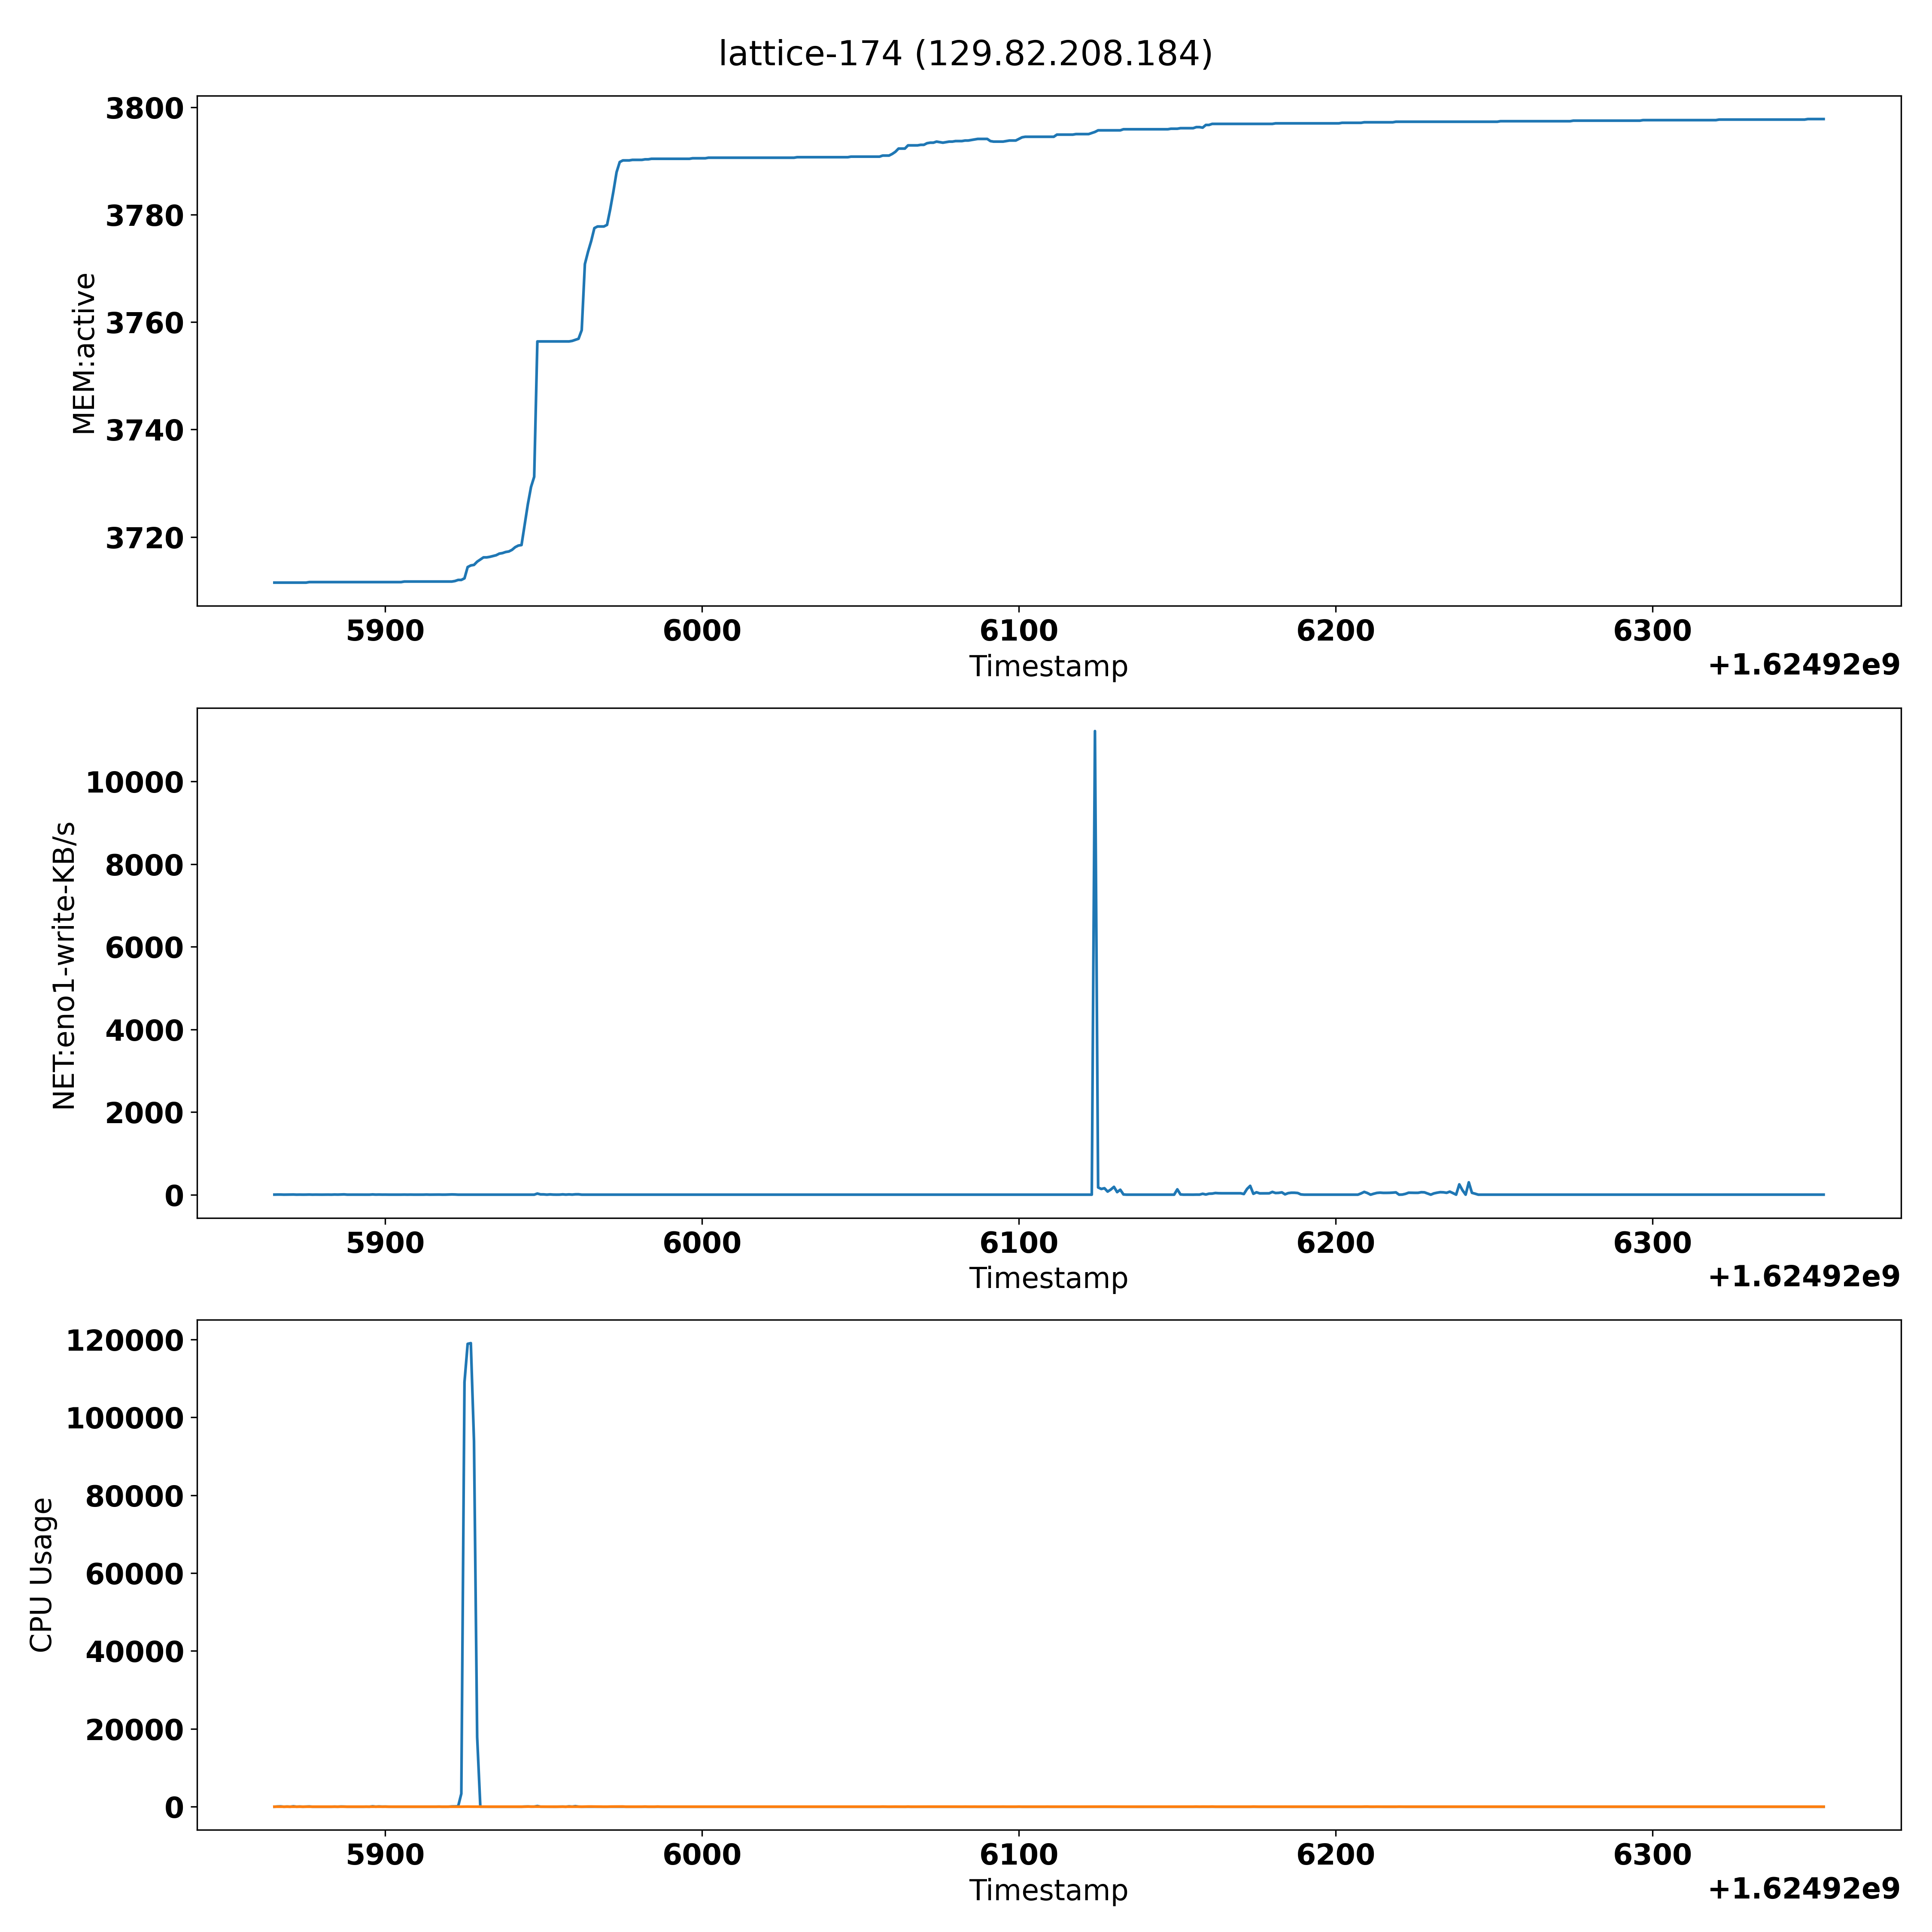 lattice-174 (129.82.208.184)
MEM:active
3800
3780
3760
3740
3720
5900 6000 6100 6200 6300
Timestamp
+1.62492e9
NET:eno1-write-KB/s
10000
8000
6000
4000
2000
0
5900 6000 6100 6200 6300
Timestamp
+1.62492e9
CPU Usage
120000
100000
80000
60000
40000
20000
0
5900 6000 6100 6200 6300
Timestamp
+1.62492e9